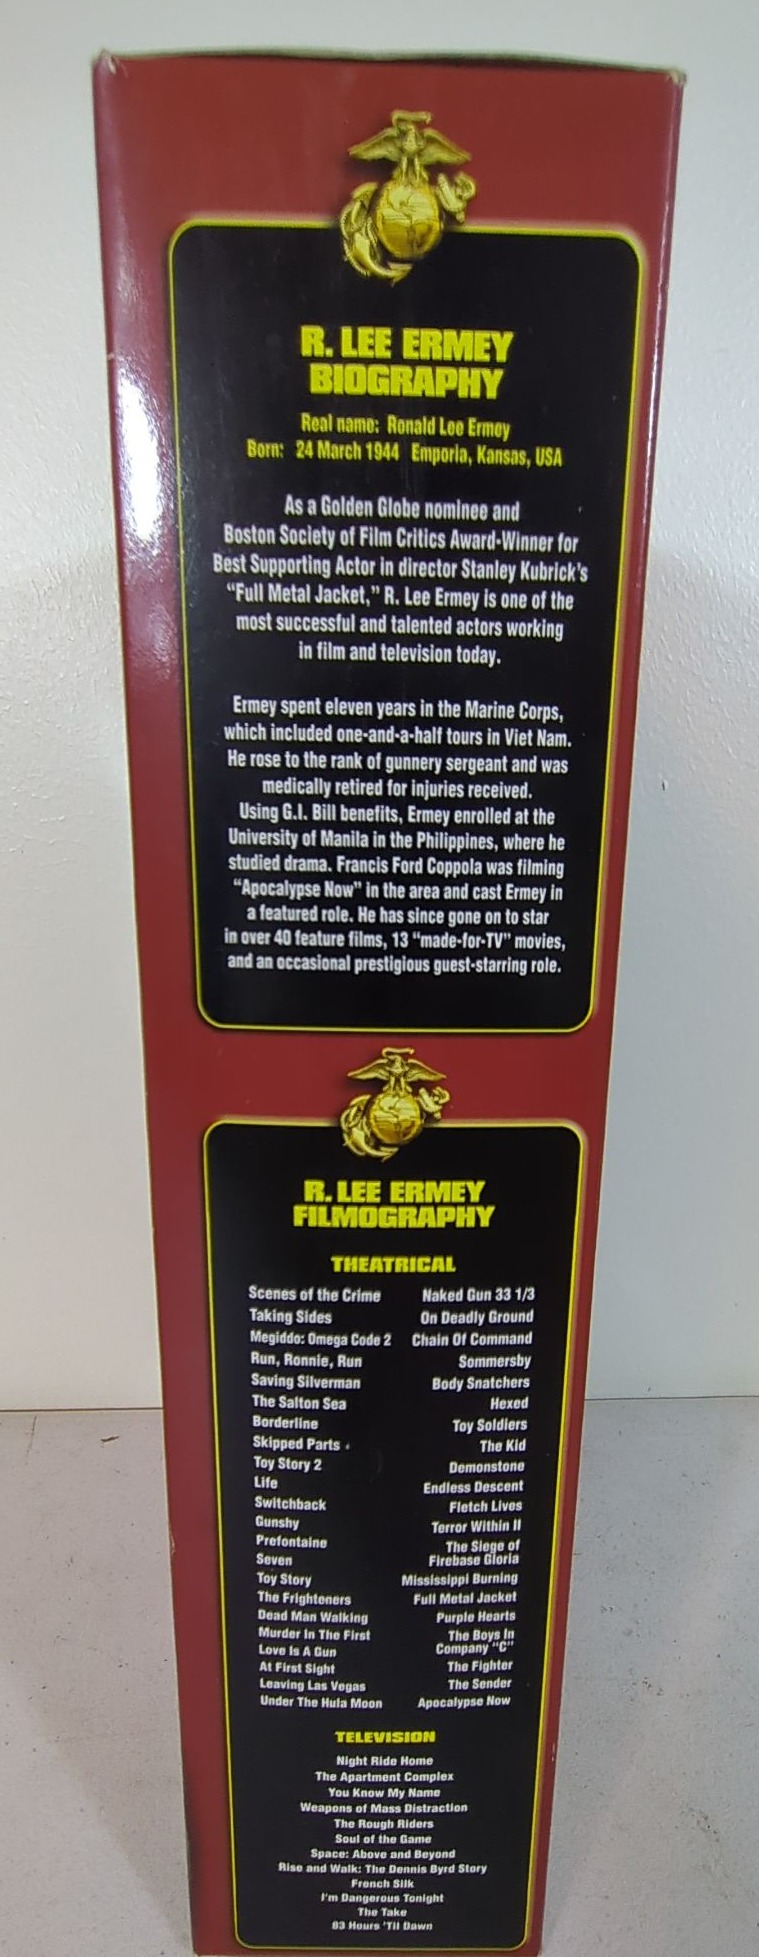 R. LEE ERMEY
BIOGRAPHY
Real name: Ronald Lee Ermey
Born: 24 March 1944 Emporia, Kansas, USA
As a Golden Globe nominee and
Boston Society of Film Critics Award-Winner for
Best Supporting Actor in director Stanley Kubrick's
"Full Metal Jacket," R. Lee Ermey is one of the
most successful and talented actors working
in film and television today.
Ermey spent eleven years in the Marine Corps,
which included one-and-a-half tours in Viet Nam.
He rose to the rank of gunnery sergeant and was
medically retired for injuries received.
Using G.I. Bill benefits, Ermey enrolled at the
University of Manila in the Philippines, where he
studied drama. Francis Ford Coppola was filming
"Apocalypse Now" in the area and cast Ermey in
a featured role. He has since gone on to star
in over 40 feature films, 13 "made-for-TV" movies,
and an occasional prestigious guest-starring role.
R. LEE ERMEY
FILMOGRAPHY
THEATRICAL
Scenes of the Crime
Taking Sides
Megiddo: Omega Code 2
Run, Ronnie, Run
Saving Silverman
The Salton Sea
Borderline
Skipped Parts
Toy Story 2
Life
Switchback
Gunshy
Prefontaine
Seven
Toy Story
The Frighteners
Dead Man Walking
Murder In The First
Love Is A Gun
At First Sight
Leaving Las Vegas
Under The Hula Moon
Naked Gun 33 1/3
On Deadly Ground
Chain Of Command
Sommersby
Body Snatchers
Hexed
Toy Soldiers
The Kid
Demonstone
Endless Descent
Fletch Lives
Terror Within II
The Siege of
Firebase Gloria
Mississippi Burning
Full Metal Jacket
Purple Hearts
The Boys In
Company "C"
The Fighter
The Sender
Apocalypse Now
TELEVISION
Night Ride Home
The Apartment Complex
You Know My Name
Weapons of Mass Distraction
The Rough Riders
Soul of the Game
Space: Above and Beyond
Rise and Walk: The Dennis Byrd Story
French Silk
I'm Dangerous Tonight
The Take
83 Hours 'Til Dawn